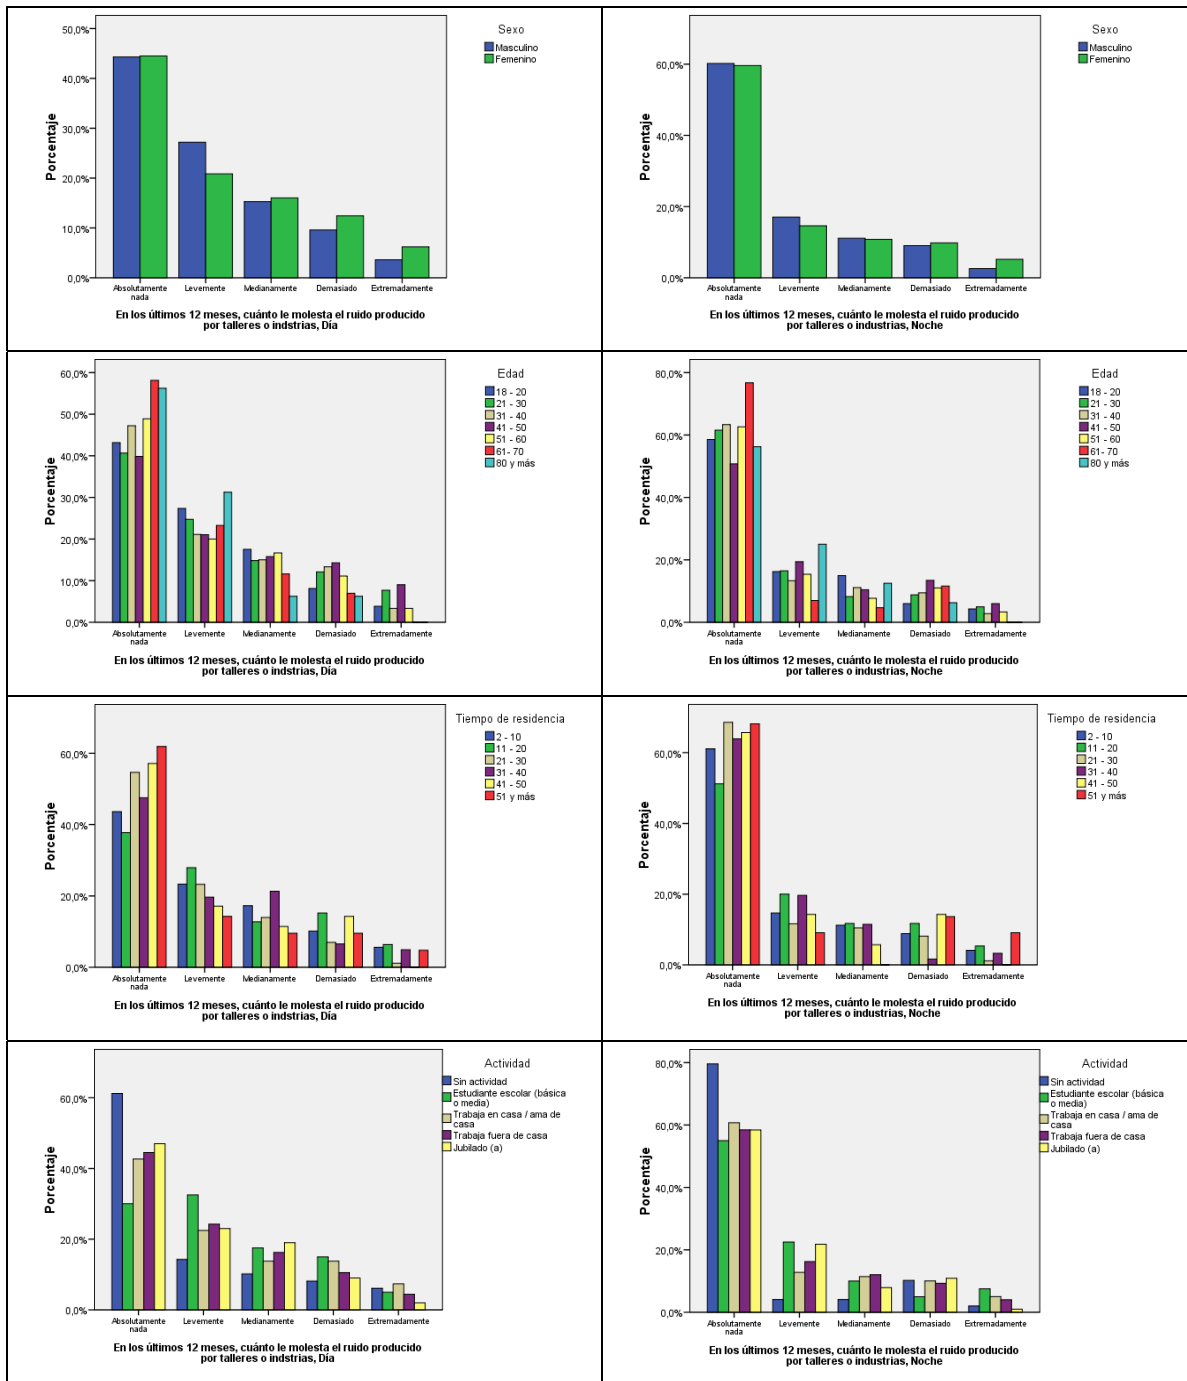 Porcentaje
50,0%
40,0%
30,0%
20,0%
10,0%
0,0%
Absolutamente
nada
Levemente
Medianamente
Demasiado
Extremadamente
En los últimos 12 meses, cuánto le molesta el ruido producido
por talleres o indstrias, Día
Sexo
Masculino
Femenino
Porcentaje
60,0%
40,0%
20,0%
0,0%
Absolutamente
nada
Levemente
Medianamente
Demasiado
Extremadamente
En los últimos 12 meses, cuánto le molesta el ruido producido
por talleres o industrias, Noche
Sexo
Masculino
Femenino
Porcentaje
60,0%
50,0%
40,0%
30,0%
20,0%
10,0%
0,0%
Absolutamente
nada
Levemente
Medianamente
Demasiado
Extremadamente
En los últimos 12 meses, cuánto le molesta el ruido producido
por talleres o indstrias, Día
Edad
18 - 20
21 - 30
31 - 40
41 - 50
51 - 60
61- 70
80 y más
Porcentaje
80,0%
60,0%
40,0%
20,0%
0,0%
Absolutamente
nada
Levemente
Medianamente
Demasiado
Extremadamente
En los últimos 12 meses, cuánto le molesta el ruido producido
por talleres o industrias, Noche
Edad
18 - 20
21 - 30
31 - 40
41 - 50
51 - 60
61- 70
80 y más
Porcentaje
60,0%
40,0%
20,0%
0,0%
Absolutamente
nada
Levemente
Medianamente
Demasiado
Extremadamente
En los últimos 12 meses, cuánto le molesta el ruido producido
por talleres o indstrias, Día
Tiempo de residencia
2 - 10
11 - 20
21 - 30
31 - 40
41 - 50
51 y más
Porcentaje
60,0%
40,0%
20,0%
0,0%
Absolutamente
nada
Levemente
Medianamente
Demasiado
Extremadamente
En los últimos 12 meses, cuánto le molesta el ruido producido
por talleres o industrias, Noche
Tiempo de residencia
2 - 10
11 - 20
21 - 30
31 - 40
41 - 50
51 y más
Porcentaje
60,0%
40,0%
20,0%
0,0%
Absolutamente
nada
Levemente
Medianamente
Demasiado
Extremadamente
En los últimos 12 meses, cuánto le molesta el ruido producido
por talleres o indstrias, Día
Actividad
Sin actividad
Estudiante escolar (básica
o media)
Trabaja en casa / ama de
casa
Trabaja fuera de casa
Jubilado (a)
Porcentaje
80,0%
60,0%
40,0%
20,0%
0,0%
Absolutamente
nada
Levemente
Medianamente
Demasiado
Extremadamente
En los últimos 12 meses, cuánto le molesta el ruido producido
por talleres o industrias, Noche
Actividad
Sin actividad
Estudiante escolar (básica
o media)
Trabaja en casa / ama de
casa
Trabaja fuera de casa
Jubilado (a)